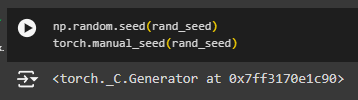 np.random.seed(rand_seed)
torch.manual_seed(rand_seed)
<torch._C.Generator at 0x7ff3170e1c90>